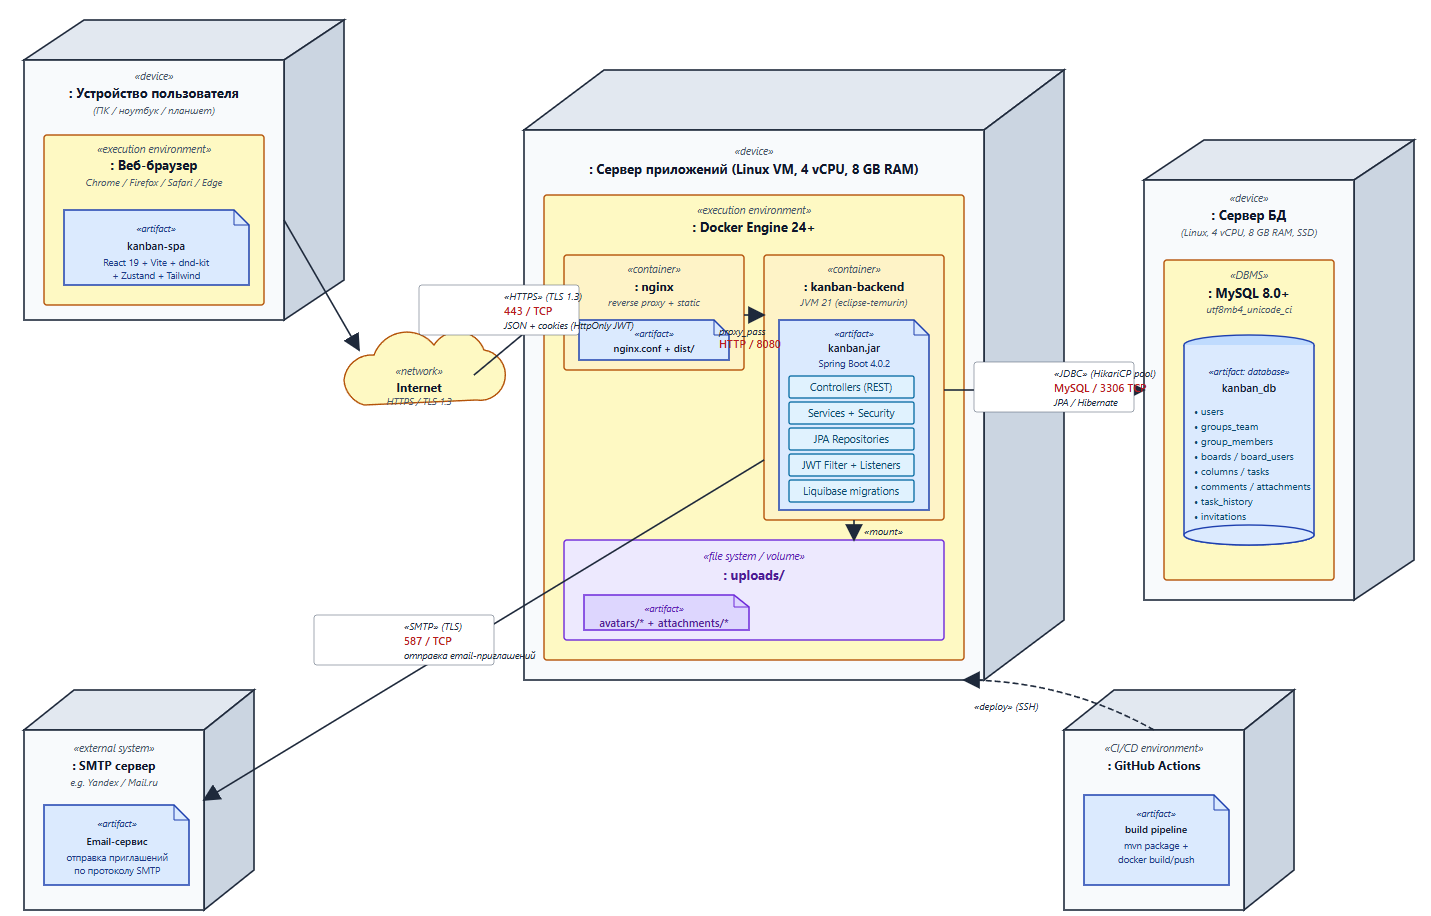 «device»
: Устройство пользователя
(ПК / ноутбук / планшет)
«execution environment»
: Веб-браузер
Chrome / Firefox / Safari / Edge
«artifact»
kanban-spa
React 19 + Vite + dnd-kit
+ Zustand + Tailwind
«network»
Internet
HTTPS / TLS 1.3
«HTTPS» (TLS 1.3)
443 / TCP
JSON + cookies (HttpOnly JWT)
«device»
: Сервер приложений (Linux VM, 4 vCPU, 8 GB RAM)
«execution environment»
: Docker Engine 24+
«container»
: nginx
reverse proxy + static
«artifact»
nginx.conf + dist/
proxy_pass
HTTP / 8080
«container»
: kanban-backend
JVM 21 (eclipse-temurin)
«artifact»
kanban.jar
Spring Boot 4.0.2
Controllers (REST)
Services + Security
JPA Repositories
JWT Filter + Listeners
Liquibase migrations
«mount»
«file system / volume»
: uploads/
«artifact»
avatars/* + attachments/*
«JDBC» (HikariCP pool)
MySQL / 3306 TCP
JPA / Hibernate
«device»
: Сервер БД
(Linux, 4 vCPU, 8 GB RAM, SSD)
«DBMS»
: MySQL 8.0+
utf8mb4_unicode_ci
«artifact: database»
kanban_db
• users
• groups_team
• group_members
• boards / board_users
• columns / tasks
• comments / attachments
• task_history
• invitations
«SMTP» (TLS)
587 / TCP
отправка email-приглашений
«external system»
: SMTP сервер
e.g. Yandex / Mail.ru
«artifact»
Email-сервис
отправка приглашений
по протоколу SMTP
«deploy» (SSH)
«CI/CD environment»
: GitHub Actions
«artifact»
build pipeline
mvn package +
docker build/push